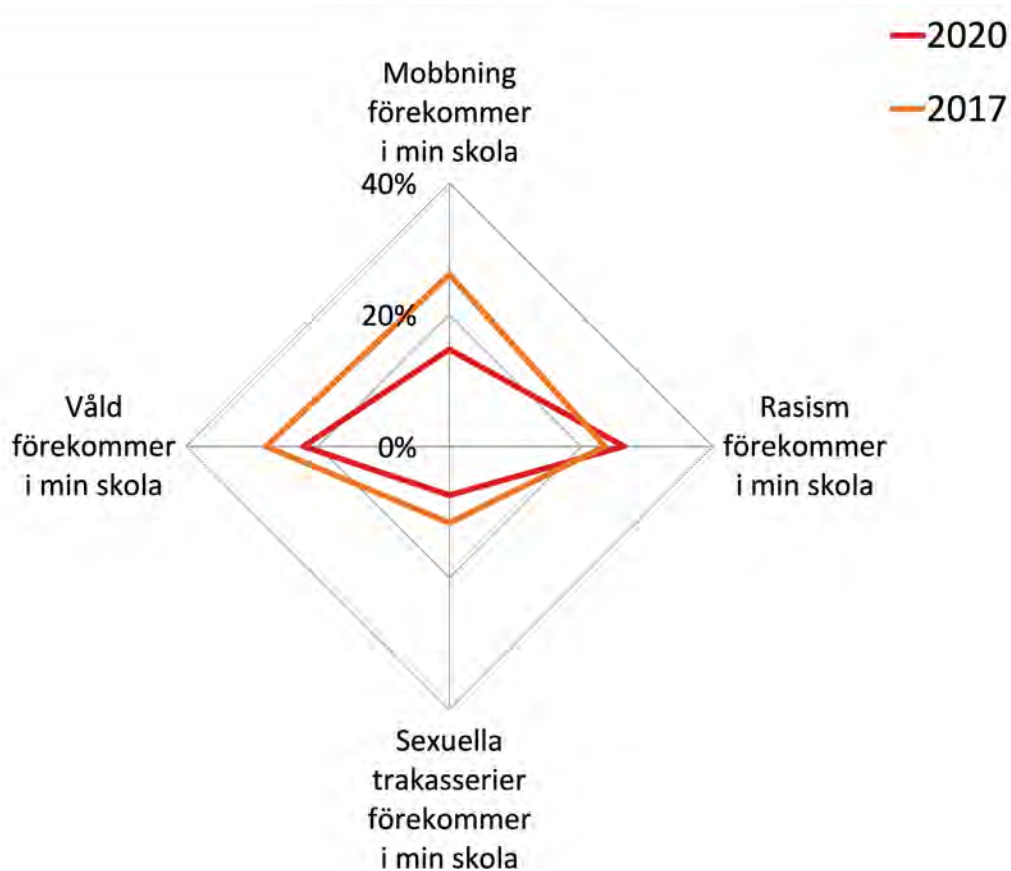 2020
2017
Mobbning
förekommer
i min skola
40%
20%
0%
Våld
förekommer
i min skola
Rasism
förekommer
i min skola
Sexuella
trakasserier
förekommer
i min skola